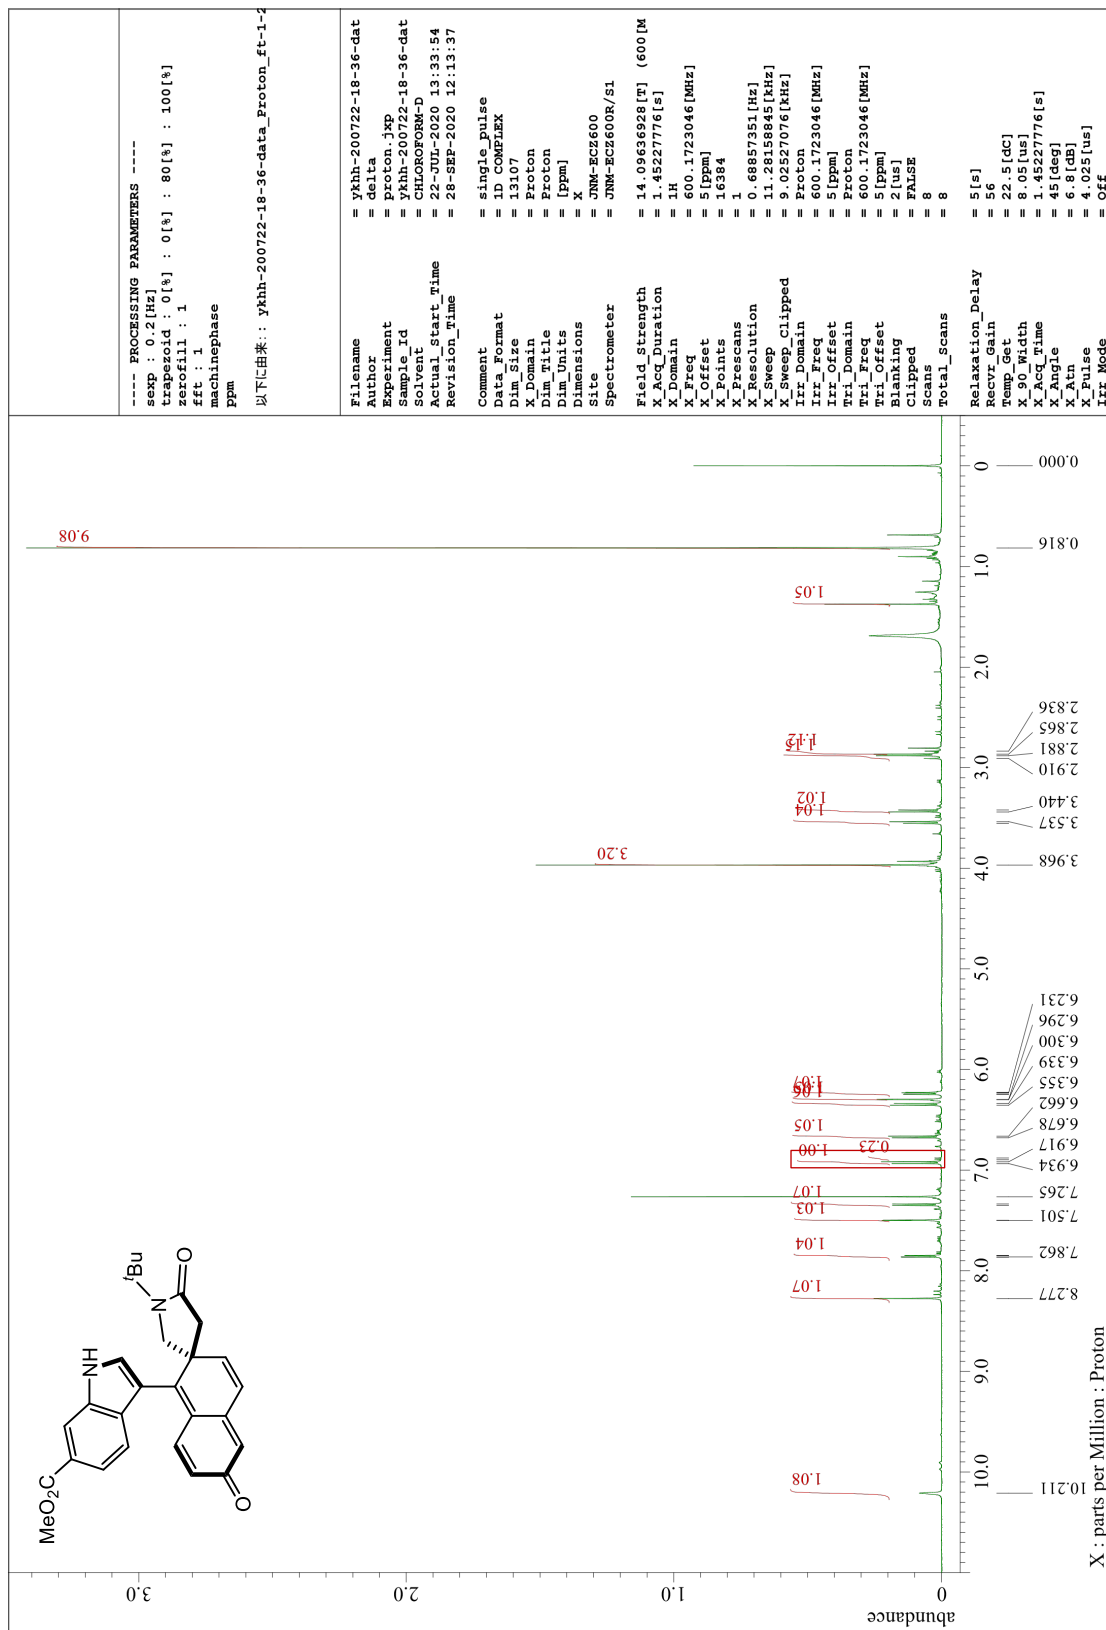 ---- PROCESSING PARAMETERS ----
sexp : 0.2[Hz]
trapezoid : 0[%] : 0[%] : 80[%] : 100[%]
zerofill : 1
fft : 1
machinephase
ppm
以下に由来:: ykhh-200722-18-36-data_Proton_ft-1-2
Filename = ykhh-200722-18-36-dat
Author = delta
Experiment = proton.jxp
Sample_Id = ykhh-200722-18-36-dat
Solvent = CHLOROFORM-D
Actual_Start_Time = 22-JUL-2020 13:33:54
Revision_Time = 28-SEP-2020 12:13:37
Comment = single_pulse
Data_Format = 1D COMPLEX
Dim_Size = 13107
X_Domain = Proton
Dim_Title = Proton
Dim_Units = [ppm]
Dimensions = X
Site = JNM-ECZ600
Spectrometer = JNM-ECZ600R/S1
Field_Strength = 14.09636928[T] (600[M
X_Acq_Duration = 1.45227776[s]
X_Domain = 1H
X_Freq = 600.1723046[MHz]
X_Offset = 5[ppm]
X_Points = 16384
X_Prescans = 1
X_Resolution = 0.68857351[Hz]
X_Sweep = 11.28158845[kHz]
X_Sweep_Clipped = 9.02527076[kHz]
Irr_Domain = Proton
Irr_Freq = 600.1723046[MHz]
Irr_Offset = 5[ppm]
Tri_Domain = Proton
Tri_Freq = 600.1723046[MHz]
Tri_Offset = 5[ppm]
Blanking = 2[us]
Clipped = FALSE
Scans = 8
Total_Scans = 8
Relaxation_Delay = 5[s]
Recvr_Gain = 56
Temp_Get = 22.5[dC]
X_90_Width = 8.05[us]
X_Acq_Time = 1.45227776[s]
X_Angle = 45[deg]
X_Atn = 6.8[dB]
X_Pulse = 4.025[us]
Irr_Mode = Off
MeO2C
NH
N
tBu
O
O
abundance
0 1.0 2.0 3.0
1.08 1.07 1.04 1.03 1.07 1.00 0.23 1.05 1.06 1.07 3.20 1.04 1.02 1.12 1.05 9.08
10.0 9.0 8.0 7.0 6.0 5.0 4.0 3.0 2.0 1.0 0
10.211 8.277 7.862 7.501 7.265 6.934 6.917 6.678 6.662 6.355 6.339 6.300 6.296 6.231 3.968 3.537 3.440 2.910 2.881 2.865 2.836 0.816 0.000
X : parts per Million : Proton